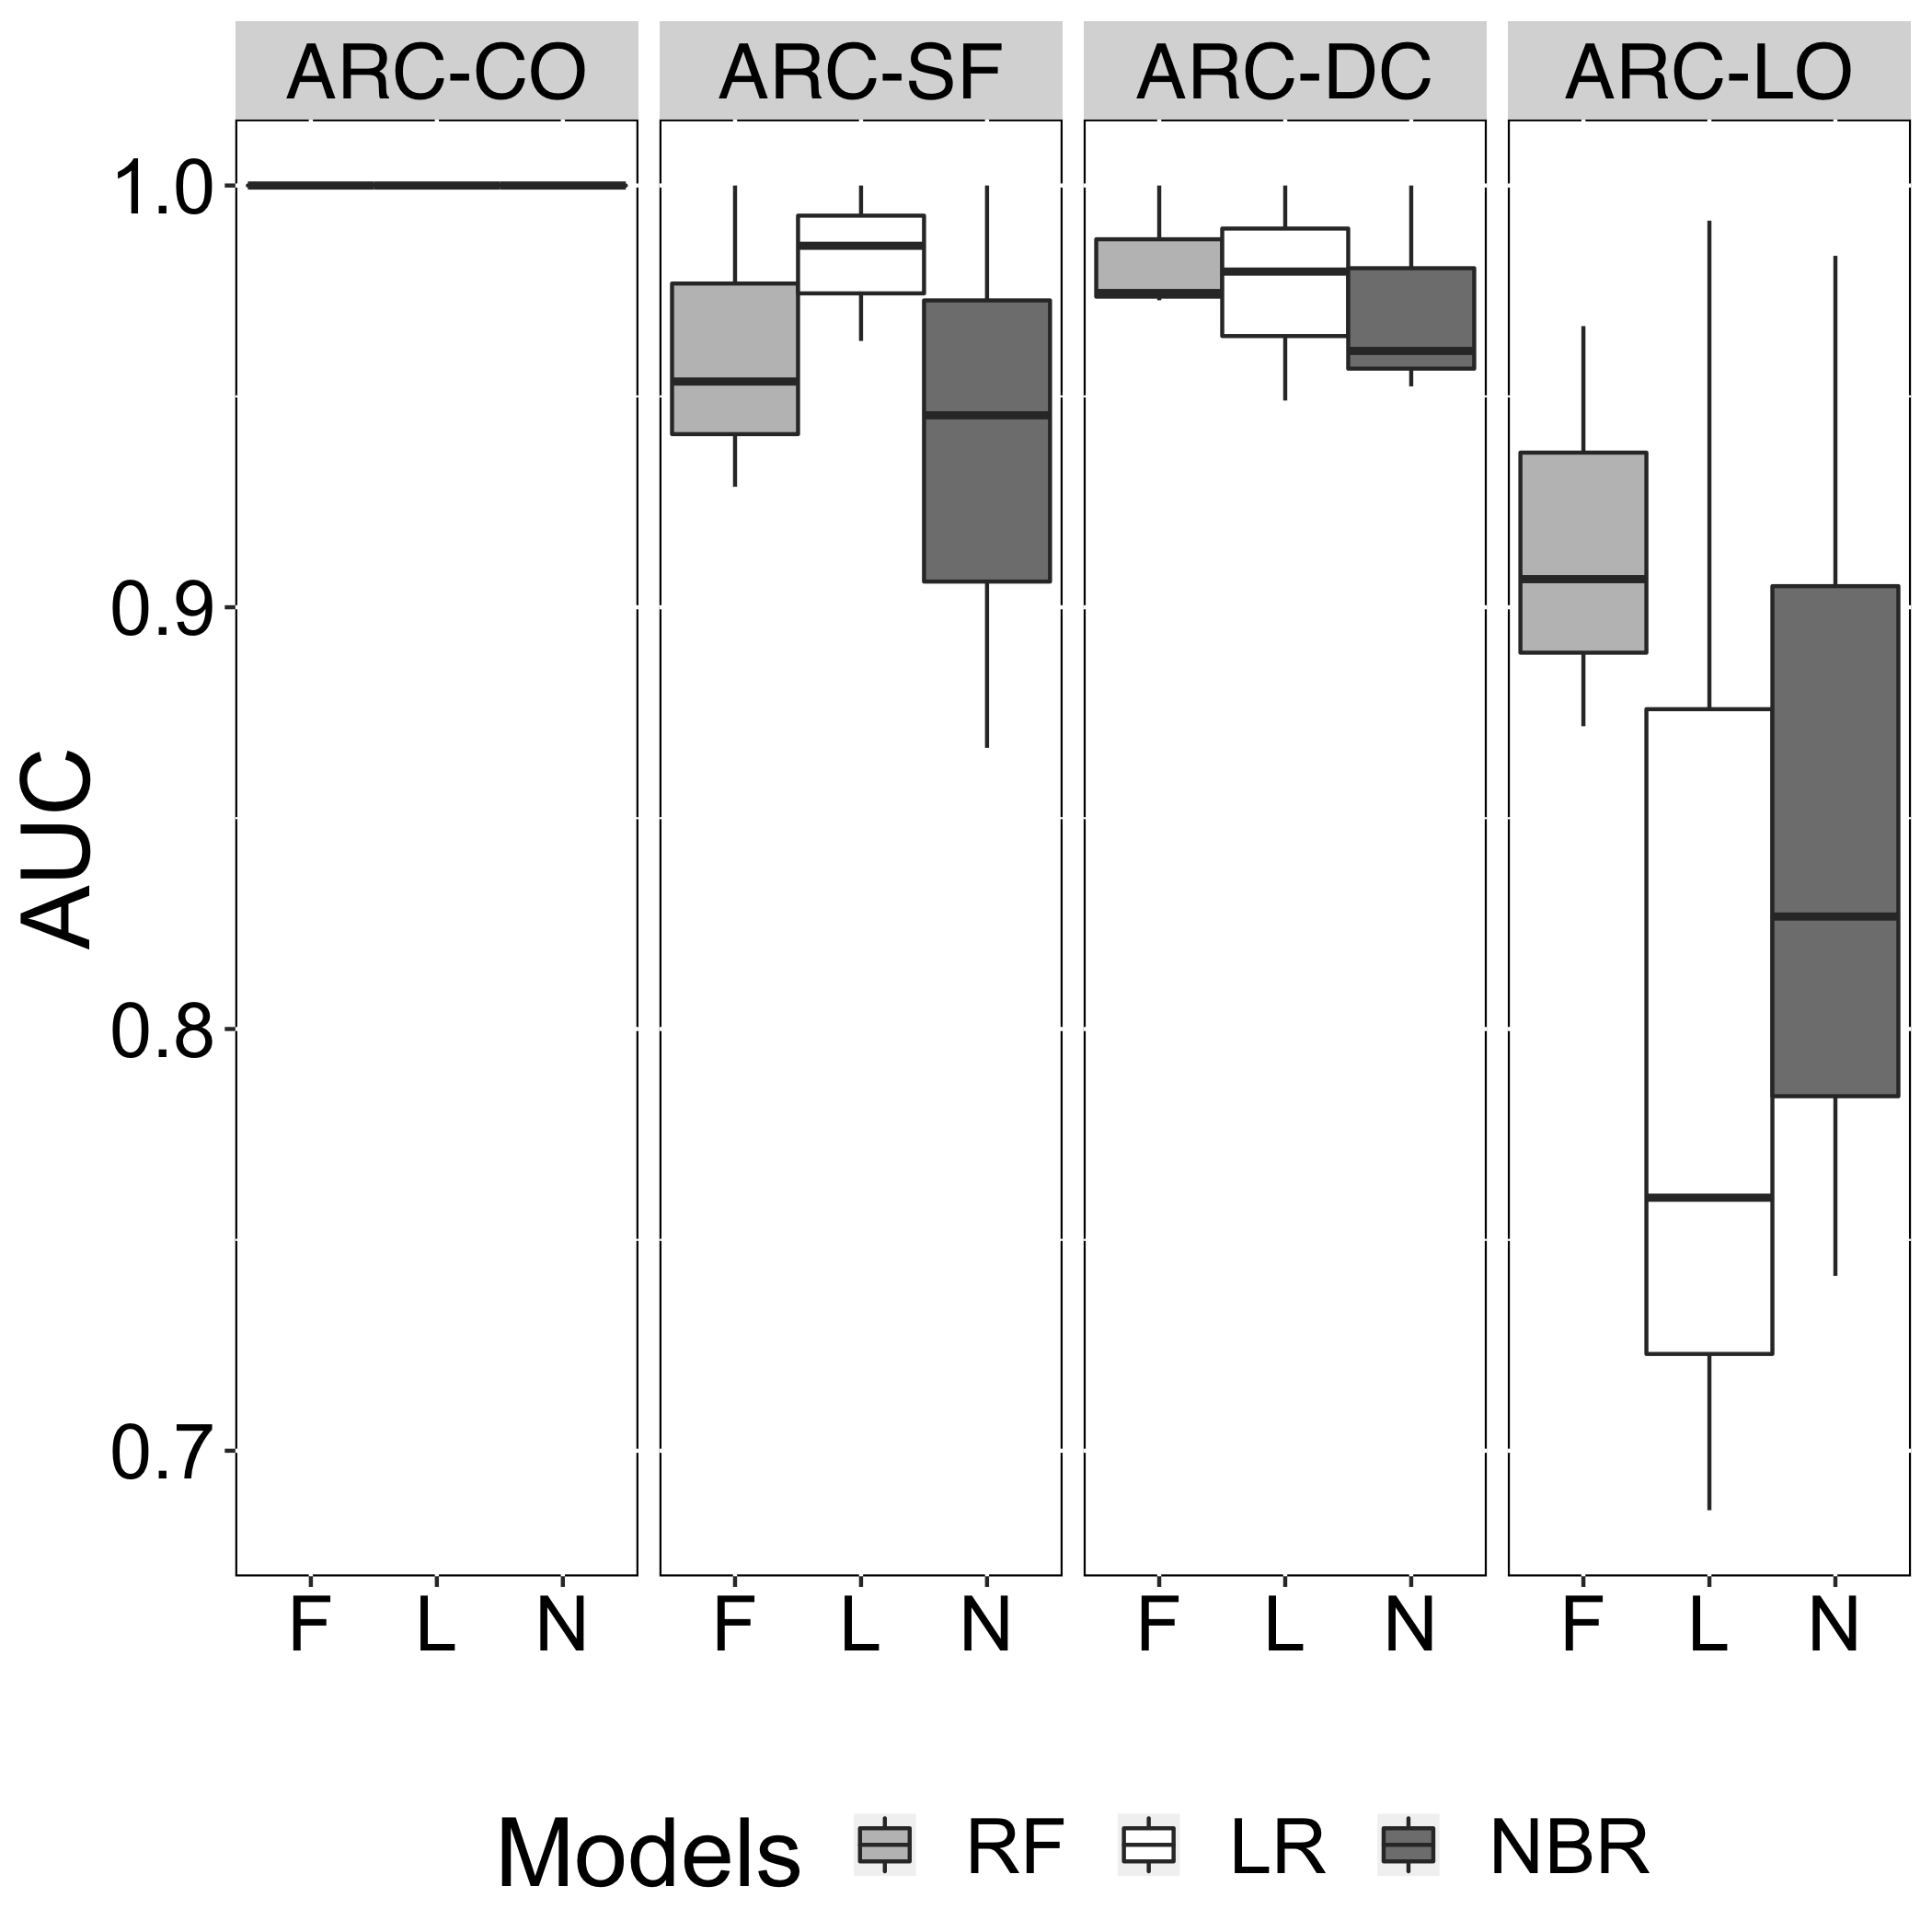 ARC-CO ARC-SF ARC-DC ARC-LO
1.0
0.9
0.8
0.7
AUC
F L N F L N F L N F L N
Models RF LR NBR